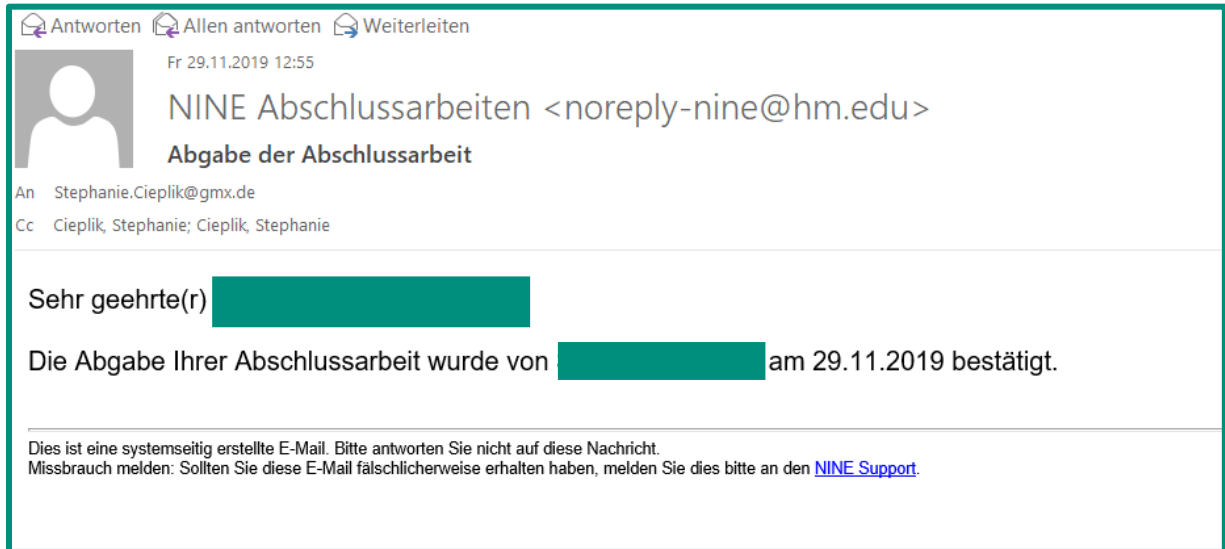 Antworten Allen antworten Weiterleiten
Fr 29.11.2019 12:55
NINE Abschlussarbeiten <noreply-nine@hm.edu>
Abgabe der Abschlussarbeit
An Stephanie.Cieplik@gmx.de
Cc Cieplik, Stephanie; Cieplik, Stephanie
Sehr geehrte(r)
Die Abgabe Ihrer Abschlussarbeit wurde von am 29.11.2019 bestätigt.
Dies ist eine systemseitig erstellte E-Mail. Bitte antworten Sie nicht auf diese Nachricht.
Missbrauch melden: Sollten Sie diese E-Mail fälschlicherweise erhalten haben, melden Sie dies bitte an den NINE Support.